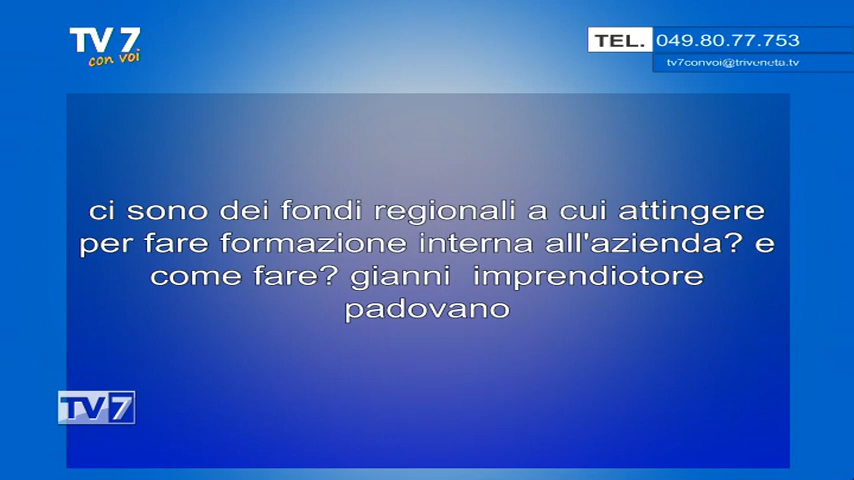 TV 7
con voi
TEL. 049.80.77.753
tv7convoi@triveneta.tv
ci sono dei fondi regionali a cui attingere
per fare formazione interna all'azienda? e
come fare? gianni  imprendiotore
padovano
TV7